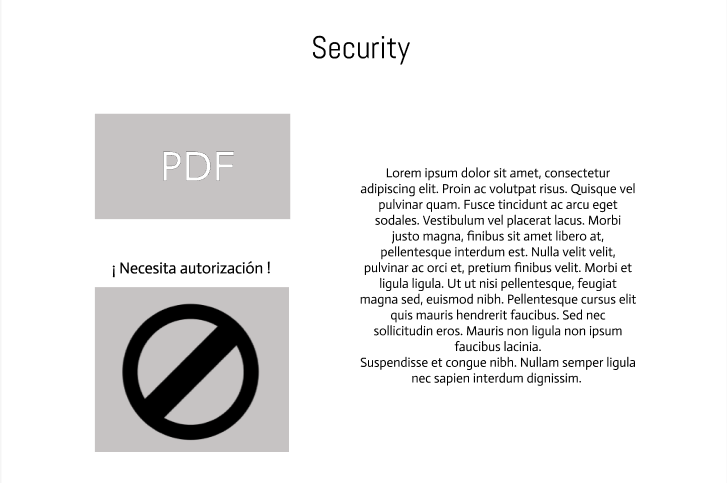 Security
PDF
¡ Necesita autorización !
Lorem ipsum dolor sit amet, consectetur
adipiscing elit. Proin ac volutpat risus. Quisque vel
pulvinar quam. Fusce tincidunt ac arcu eget
sodales. Vestibulum vel placerat lacus. Morbi
justo magna, finibus sit amet libero at,
pellentesque interdum est. Nulla velit velit,
pulvinar ac orci et, pretium finibus velit. Morbi et
ligula ligula. Ut ut nisi pellentesque, feugiat
magna sed, euismod nibh. Pellentesque cursus elit
quis mauris hendrerit faucibus. Sed nec
sollicitudin eros. Mauris non ligula non ipsum
faucibus lacinia.
Suspendisse et congue nibh. Nullam semper ligula
nec sapien interdum dignissim.